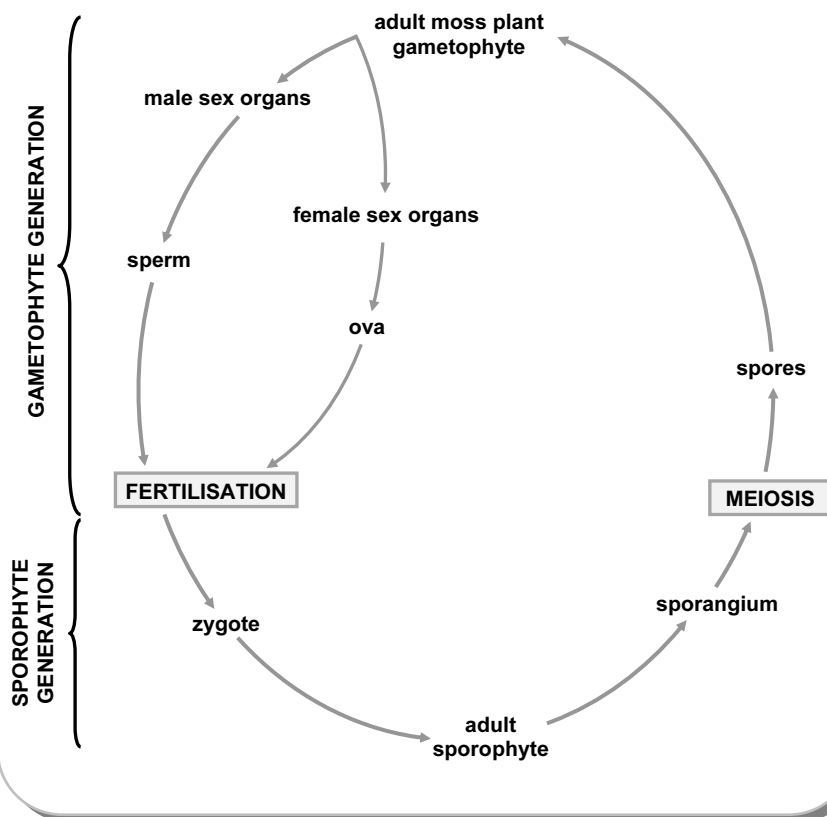 adult moss plant
gametophyte
male sex organs
female sex organs
sperm
ova
spores
FERTILISATION
MEIOSIS
zygote
sporangium
adult
sporophyte
GAMETOPHYTE GENERATION
SPOROPHYTE
GENERATION